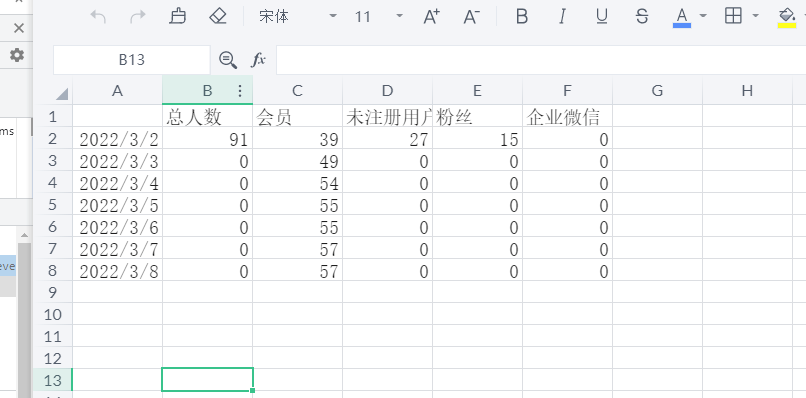 宋体 11 A+ A- B I U S A
ms
B13 fx
A B C D E F G H
1 总人数 会员 未注册用户 粉丝 企业微信
2 2022/3/2 91 39 27 15 0
3 2022/3/3 0 49 0 0 0
4 2022/3/4 0 54 0 0 0
5 2022/3/5 0 55 0 0 0
6 2022/3/6 0 55 0 0 0
7 2022/3/7 0 57 0 0 0
eve
8 2022/3/8 0 57 0 0 0
9
10
11
12
13